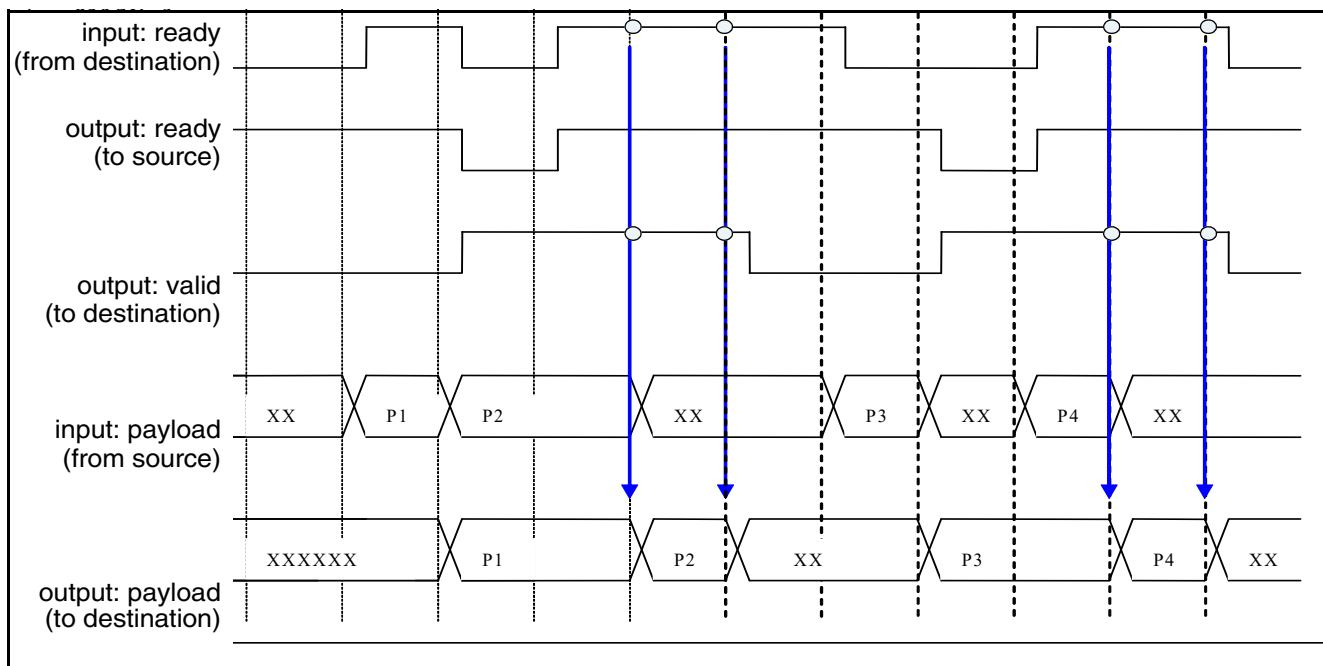 input: ready
(from destination)
output: ready
(to source)
output: valid
(to destination)
XX P1 P2 XX P3 XX P4 XX
input: payload
(from source)
XXXXXX P1 P2 XX P3 P4 XX
output: payload
(to destination)